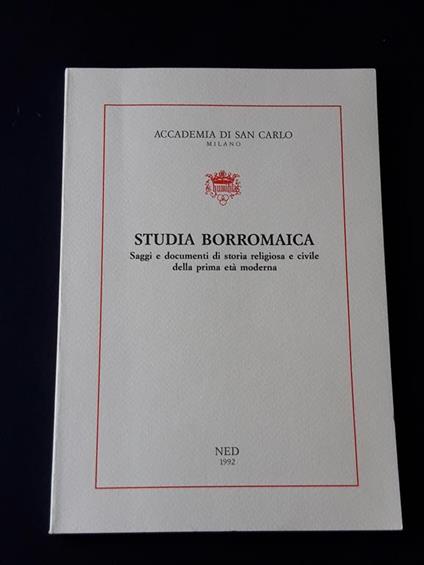 ACCADEMIA DI SAN CARLO
MILANO
humilitas
STUDIA BORROMAICA
Saggi e documenti di storia religiosa e civile
della prima età moderna
NED
1992